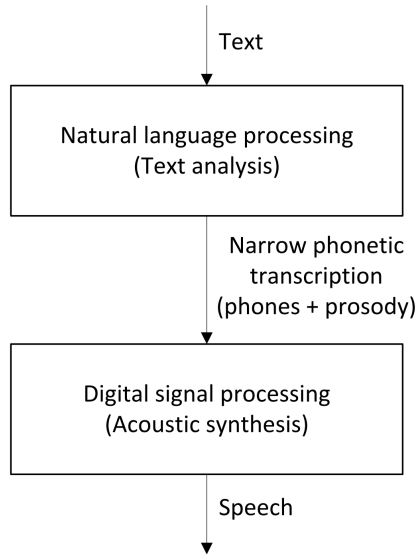 Text
Natural language processing
(Text analysis)
Narrow phonetic
transcription
(phones + prosody)
Digital signal processing
(Acoustic synthesis)
Speech